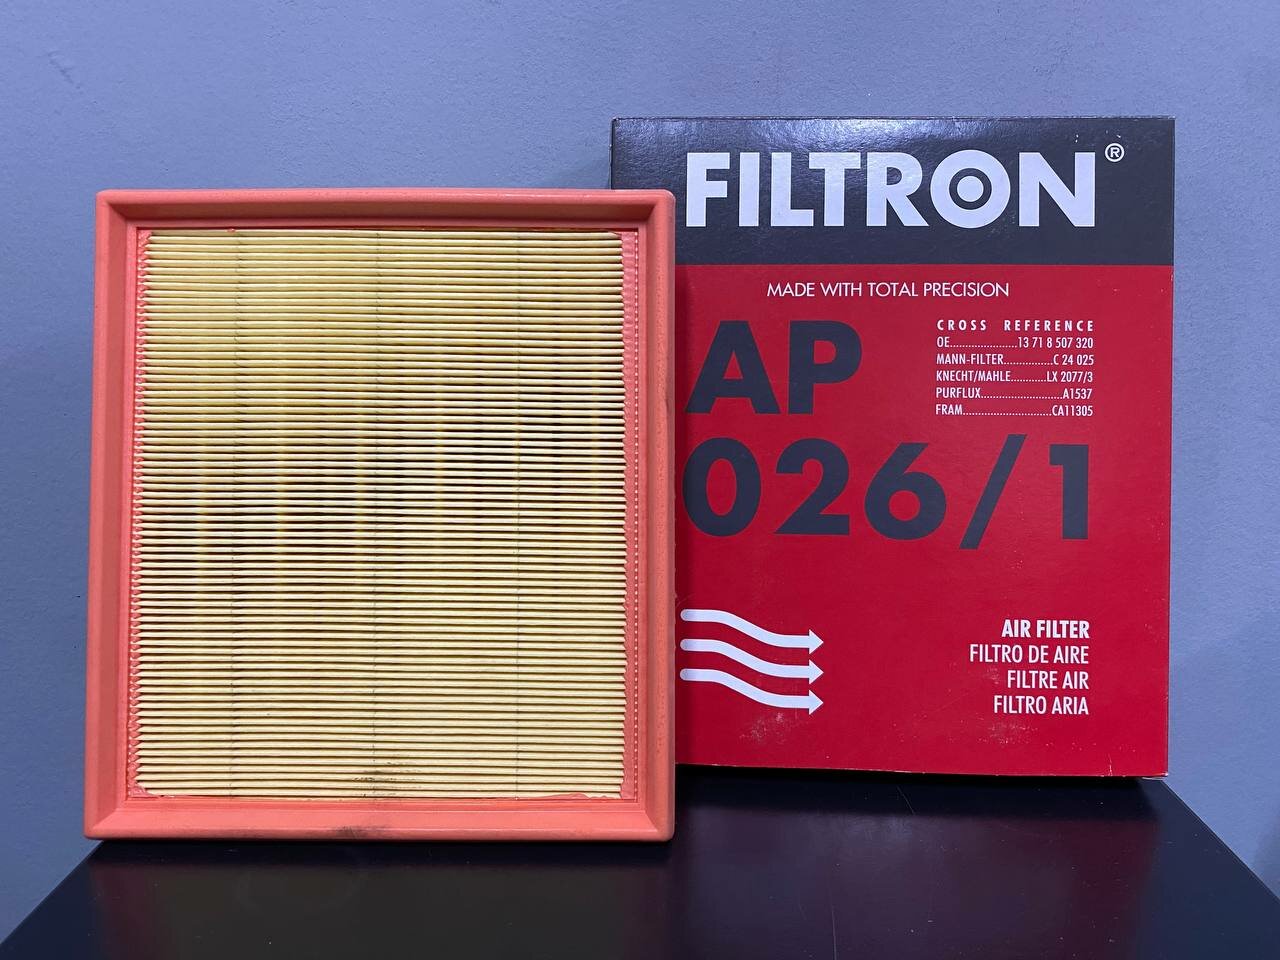 FILTRON®
MADE WITH TOTAL PRECISION
AP
026/1
CROSS REFERENCE
OE.....................13 71 8 507 320
MANN-FILTER................C 24 025
KNECHT/MAHLE............LX 2077/3
PURFLUX...........................A1537
FRAM.............................CA11305
AIR FILTER
FILTRO DE AIRE
FILTRE AIR
FILTRO ARIA